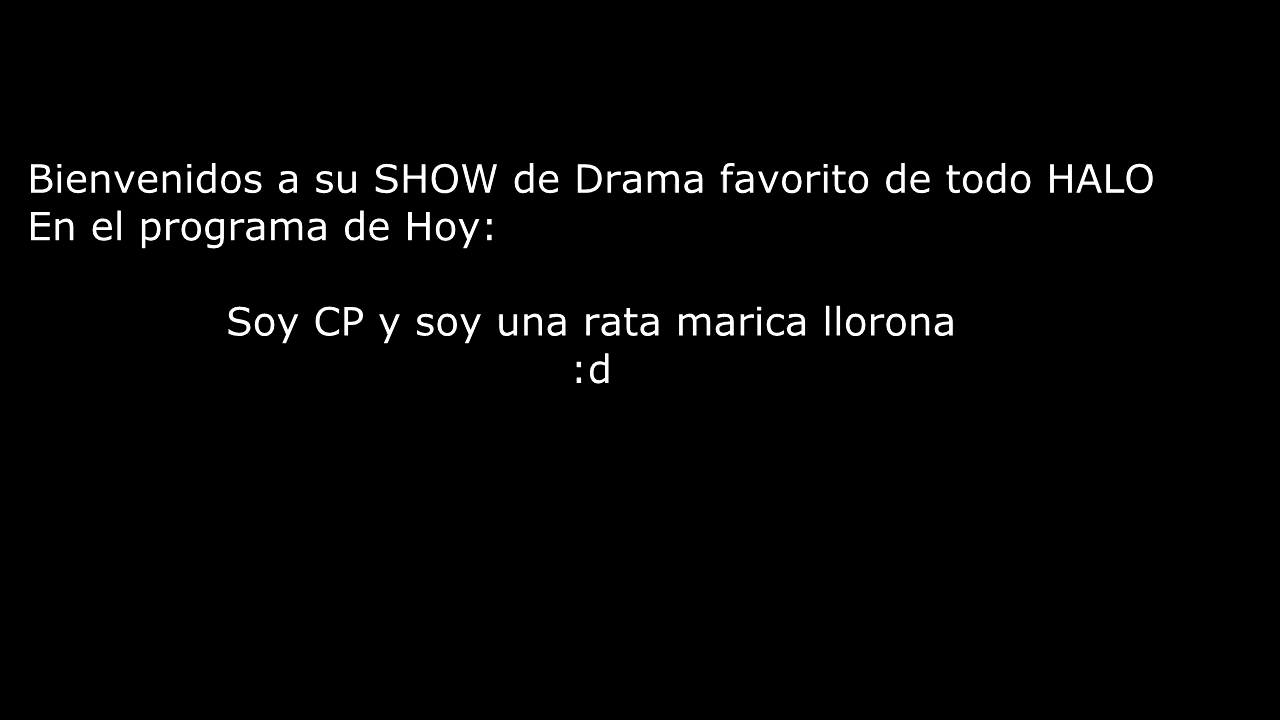 Bienvenidos a su SHOW de Drama favorito de todo HALO
En el programa de Hoy:
Soy CP y soy una rata marica llorona
:d